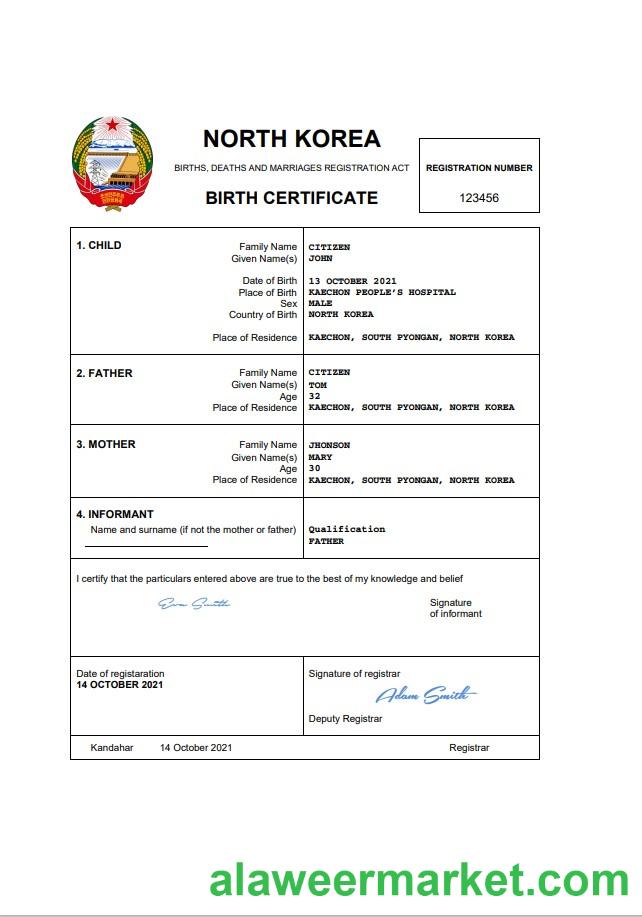 NORTH KOREA
BIRTHS, DEATHS AND MARRIAGES REGISTRATION ACT
BIRTH CERTIFICATE
REGISTRATION NUMBER
123456
1. CHILD
Family Name CITIZEN
Given Name(s) JOHN
Date of Birth 13 OCTOBER 2021
Place of Birth KAECHON PEOPLE'S HOSPITAL
Sex MALE
Country of Birth NORTH KOREA
Place of Residence KAECHON, SOUTH PYONGAN, NORTH KOREA
2. FATHER
Family Name CITIZEN
Given Name(s) TOM
Age 32
Place of Residence KAECHON, SOUTH PYONGAN, NORTH KOREA
3. MOTHER
Family Name JHONSON
Given Name(s) MARY
Age 30
Place of Residence KAECHON, SOUTH PYONGAN, NORTH KOREA
4. INFORMANT
Name and surname (if not the mother or father) Qualification
FATHER
I certify that the particulars entered above are true to the best of my knowledge and belief
Eva Smith
Signature
of informant
Date of registaration
14 OCTOBER 2021
Signature of registrar
Adam Smith
Deputy Registrar
Kandahar 14 October 2021 Registrar
alaweermarket.com